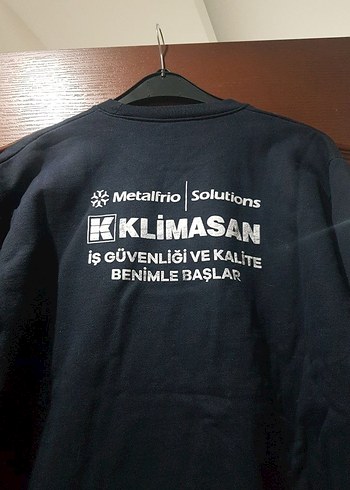 Metalfrio | Solutions
K KLİMASAN
İŞ GÜVENLİĞİ VE KALİTE
BENİMLE BAŞLAR